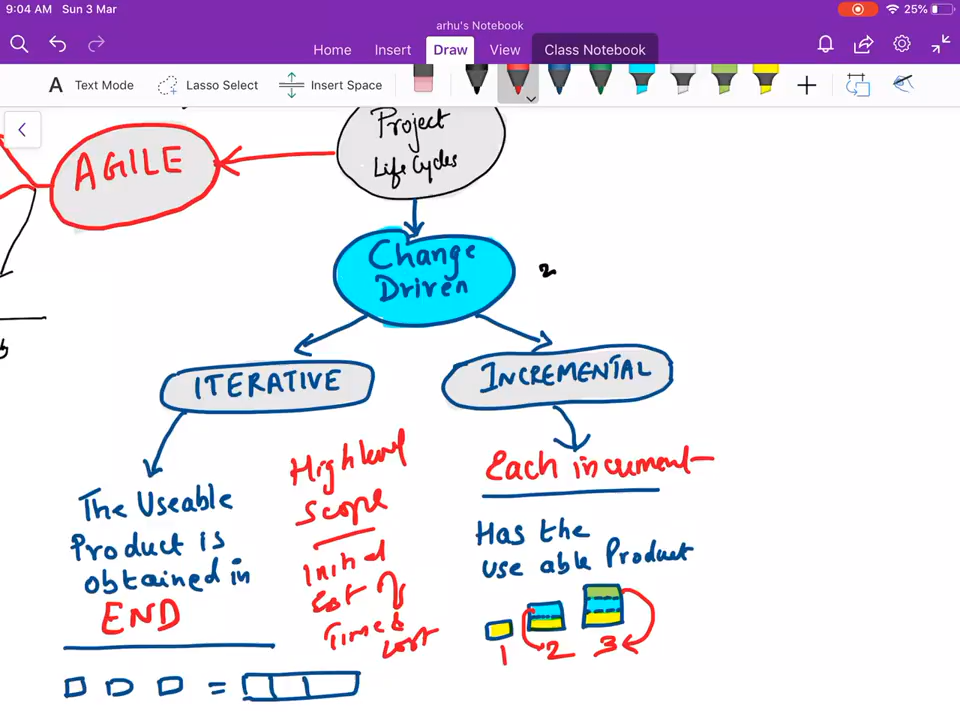 9:04 AM Sun 3 Mar
25%
arhu's Notebook
Home Insert Draw View Class Notebook
A Text Mode Lasso Select Insert Space
Project
Life Cycles
AGILE
Change
Driven
2
ITERATIVE
INCREMENTAL
High level
Scope
Each increment
The Useable
Product is
obtained in
END
Has the
use able Product
Initial
Time &
Cost
1 2 3
=